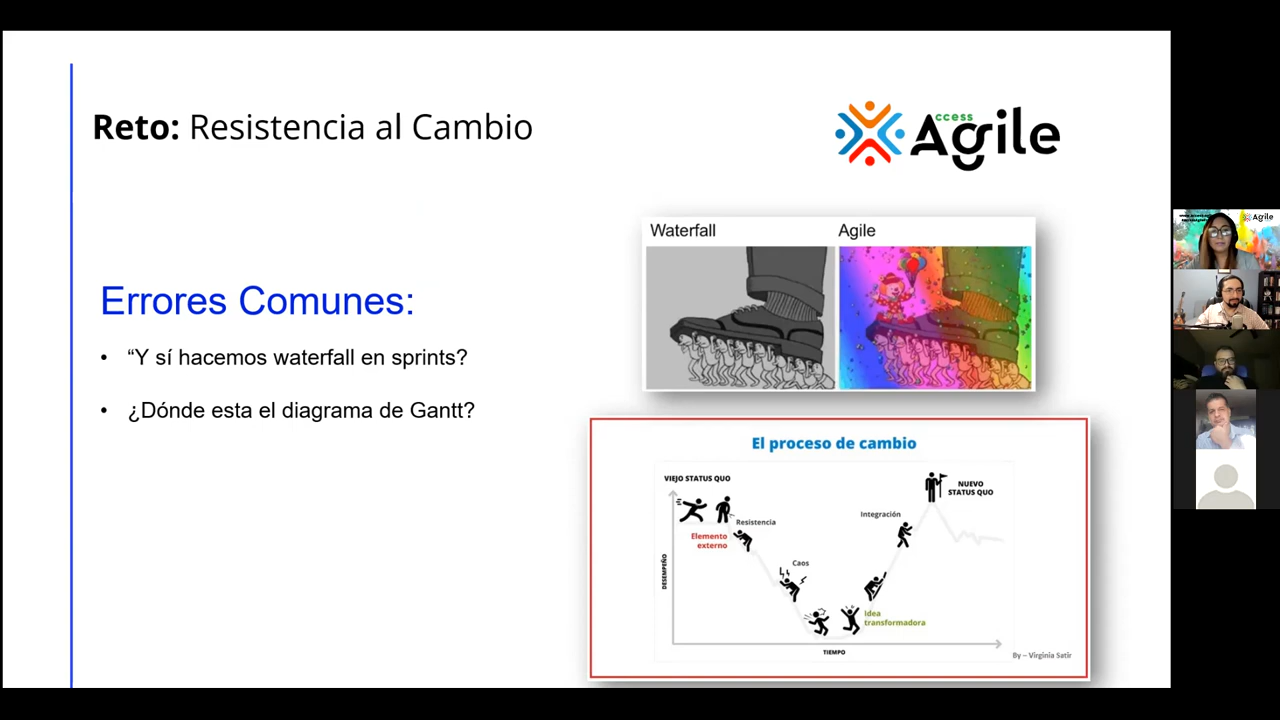 Reto: Resistencia al Cambio
ccess
Agile
Waterfall
Agile
Errores Comunes:
• “Y sí hacemos waterfall en sprints?
• ¿Dónde esta el diagrama de Gantt?
El proceso de cambio
VIEJO STATUS QUO
NUEVO
STATUS QUO
Resistencia
Integración
Elemento
externo
Caos
DESEMPEÑO
Idea
transformadora
TIEMPO
By – Virginia Satir
Agile